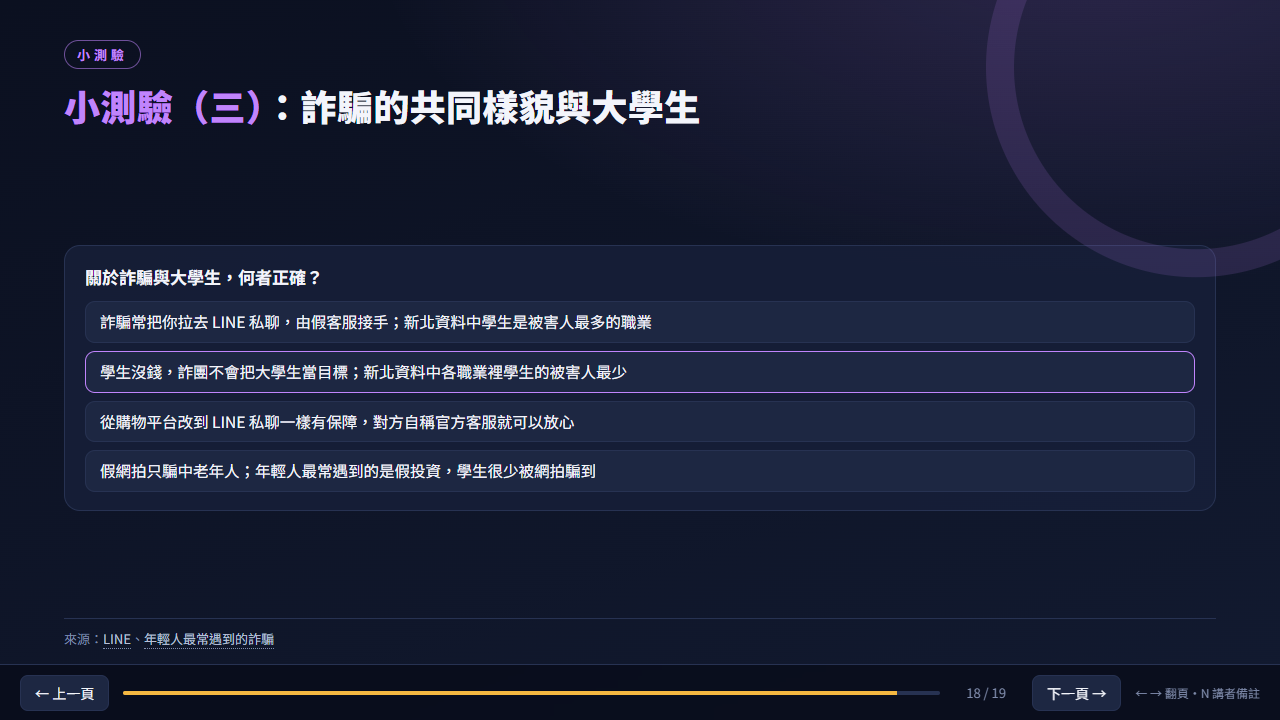 小測驗
小測驗（三）：詐騙的共同樣貌與大學生
關於詐騙與大學生，何者正確？
詐騙常把你拉去 LINE 私聊，由假客服接手；新北資料中學生是被害人最多的職業
學生沒錢，詐團不會把大學生當目標；新北資料中各職業裡學生的被害人最少
從購物平台改到 LINE 私聊一樣有保障，對方自稱官方客服就可以放心
假網拍只騙中老年人；年輕人最常遇到的是假投資，學生很少被網拍騙到
來源：LINE、年輕人最常遇到的詐騙
← 上一頁
18 / 19
下一頁 →
← → 翻頁・N 講者備註